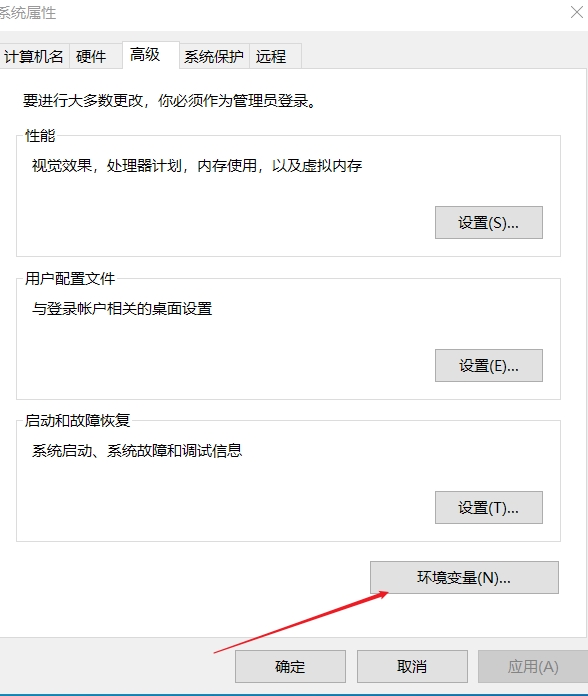 系统属性
计算机名 硬件 高级 系统保护 远程
要进行大多数更改，你必须作为管理员登录。
性能
视觉效果，处理器计划，内存使用，以及虚拟内存
设置(S)...
用户配置文件
与登录帐户相关的桌面设置
设置(E)...
启动和故障恢复
系统启动、系统故障和调试信息
设置(T)...
环境变量(N)...
确定 取消 应用(A)